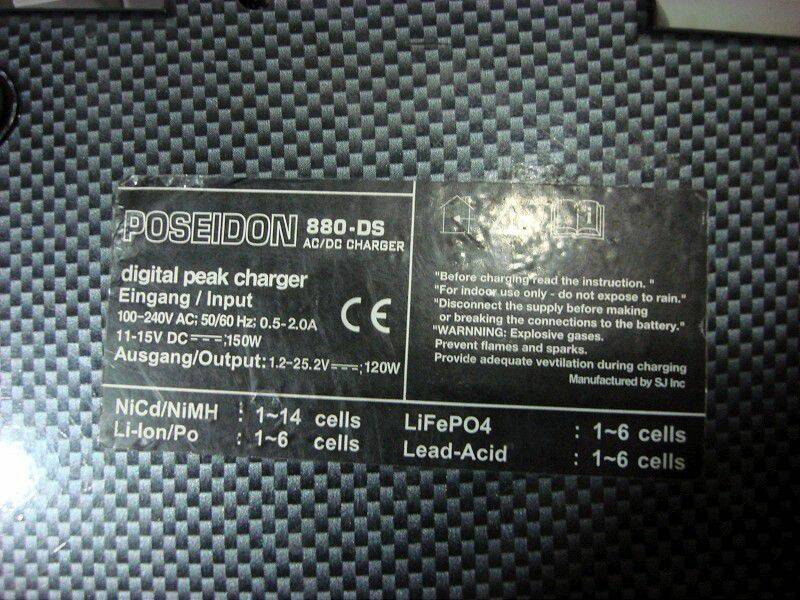 POSEIDON 880-DS
AC/DC CHARGER
digital peak charger
Eingang / Input
100-240V AC; 50/60 Hz; 0.5-2.0A
11-15V DC ⎓;150W
Ausgang/Output: 1.2-25.2V⎓;120W
CE
"Before charging read the instruction. "
"For indoor use only - do not expose to rain."
"Disconnect the supply before making
or breaking the connections to the battery."
"WARNNING: Explosive gases.
Prevent flames and sparks.
Provide adequate vetilation during charging
Manufactured by SJ Inc
NiCd/NiMH : 1~14 cells
Li-Ion/Po : 1~6 cells
LiFePO4 : 1~6 cells
Lead-Acid : 1~6 cells